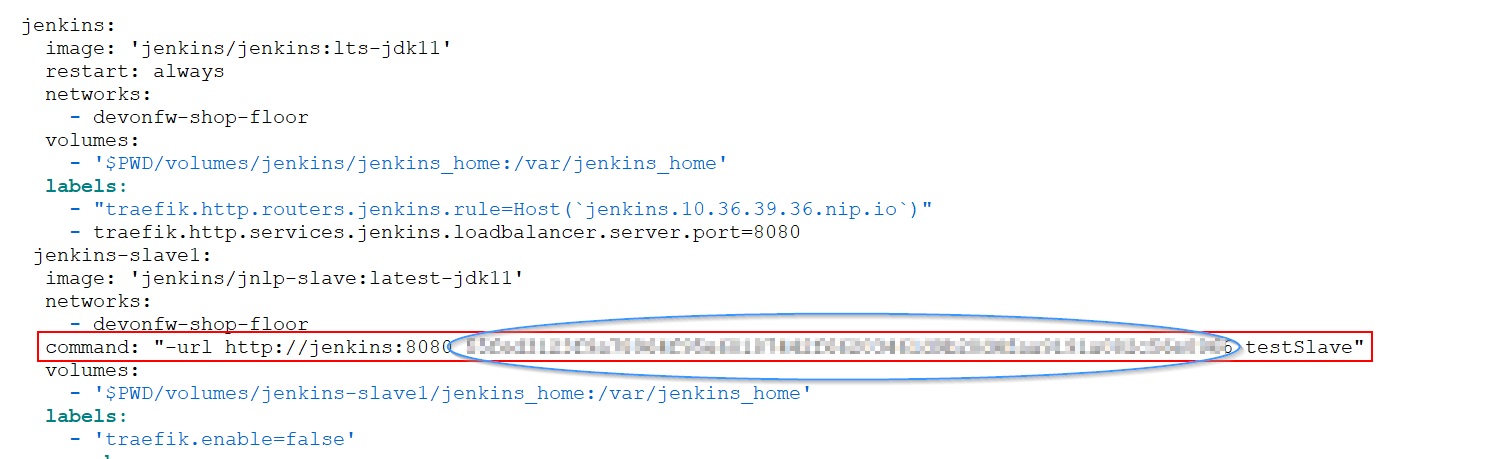 jenkins:
  image: 'jenkins/jenkins:lts-jdk11'
  restart: always
  networks:
    - devonfw-shop-floor
  volumes:
    - '$PWD/volumes/jenkins/jenkins_home:/var/jenkins_home'
  labels:
    - "traefik.http.routers.jenkins.rule=Host(`jenkins.10.36.39.36.nip.io`)"
    - traefik.http.services.jenkins.loadbalancer.server.port=8080
 jenkins-slave1:
  image: 'jenkins/jnlp-slave:latest-jdk11'
  networks:
    - devonfw-shop-floor
  command: "-url http://jenkins:8080 testSlave"
  volumes:
    - '$PWD/volumes/jenkins-slave1/jenkins_home:/var/jenkins_home'
  labels:
    - 'traefik.enable=false'